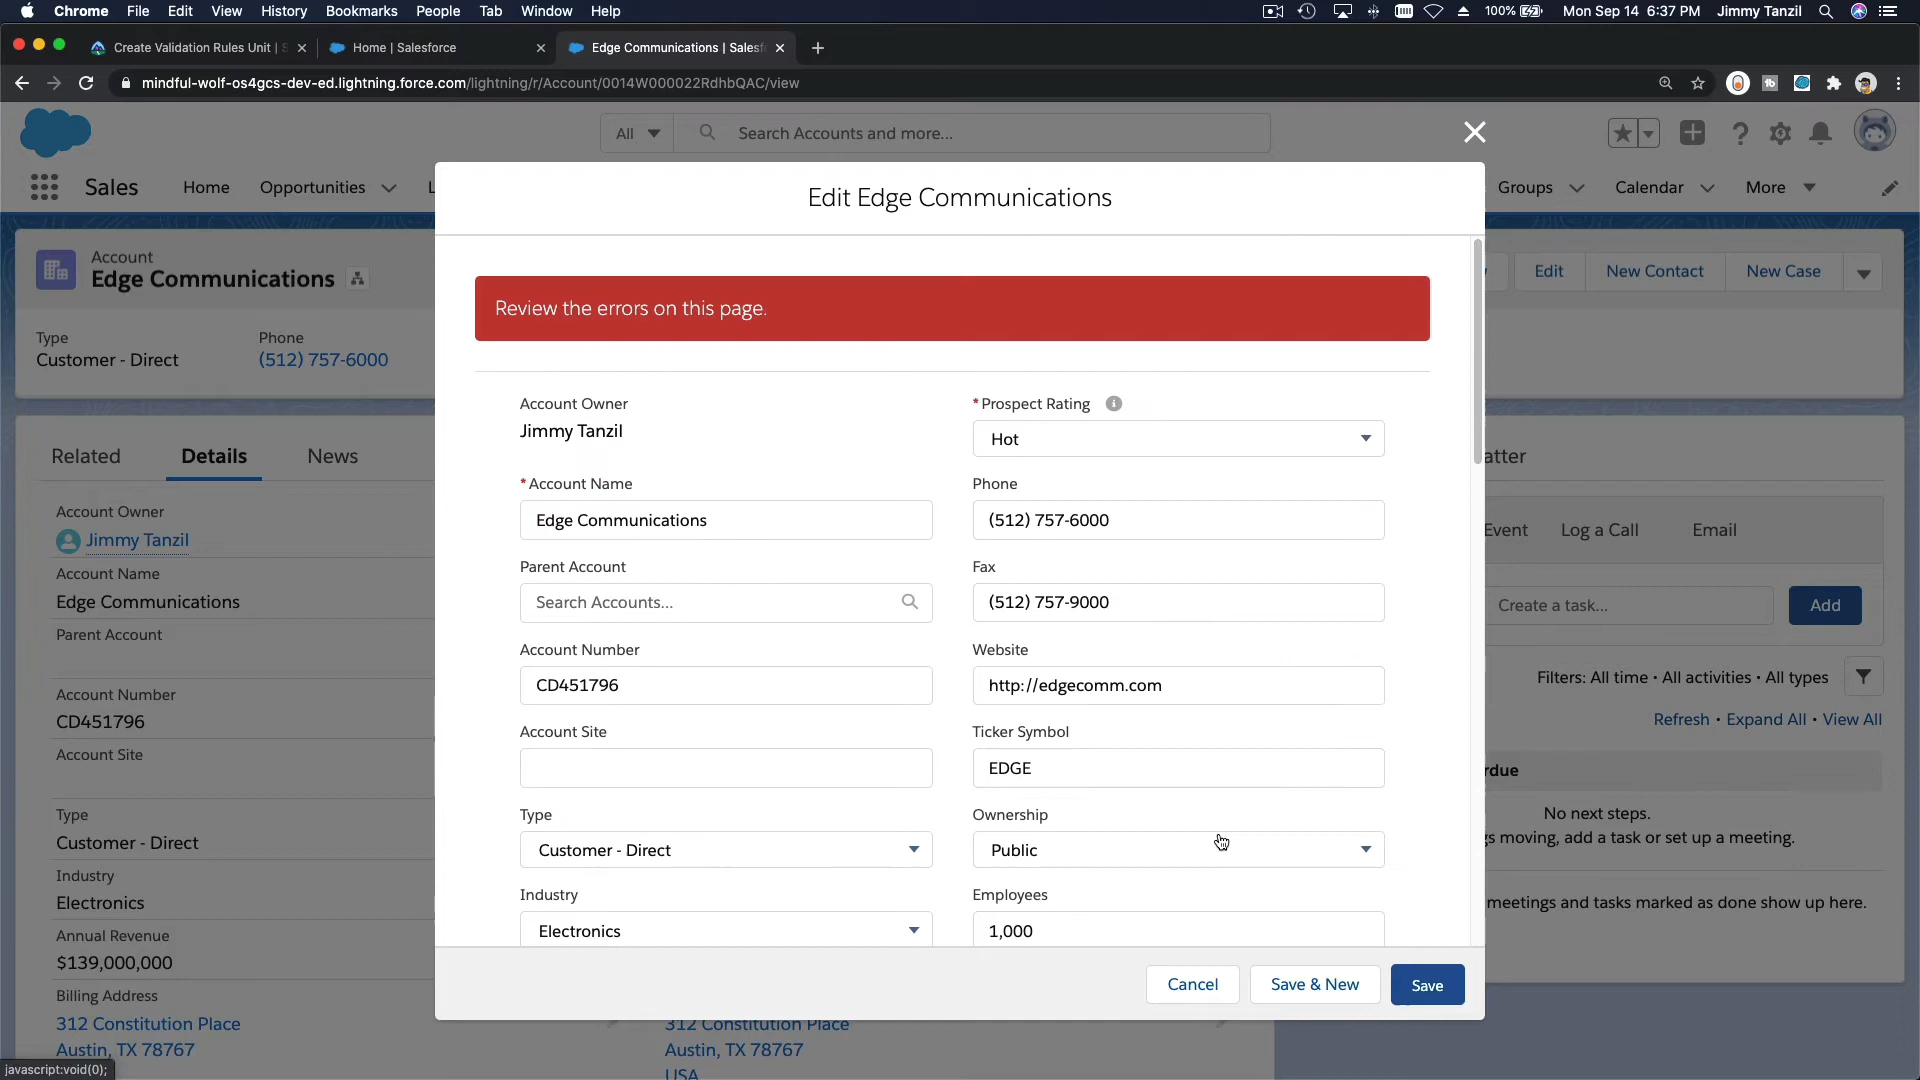 Chrome File Edit View History Bookmarks People Tab Window Help 100% Mon Sep 14 6:37 PM Jimmy Tanzil
Create Validation Rules Unit | S Home | Salesforce Edge Communications | Salesf
mindful-wolf-os4gcs-dev-ed.lightning.force.com/lightning/r/Account/0014W000022RdhbQAC/view
All Search Accounts and more...
Sales Home Opportunities L Groups Calendar More
Edit Edge Communications
Account
Edge Communications
Edit New Contact New Case
Type Phone
Customer - Direct (512) 757-6000
Review the errors on this page.
Related Details News
Account Owner
Jimmy Tanzil
Account Name
Edge Communications
Parent Account
Account Number
CD451796
Account Site
Type
Customer - Direct
Industry
Electronics
Annual Revenue
$139,000,000
Billing Address
312 Constitution Place
Austin, TX 78767
312 Constitution Place
Austin, TX 78767
USA
Account Owner
Jimmy Tanzil
*Prospect Rating
Hot
*Account Name
Edge Communications
Phone
(512) 757-6000
Parent Account
Search Accounts...
Fax
(512) 757-9000
Account Number
CD451796
Website
http://edgecomm.com
Account Site
Ticker Symbol
EDGE
Type
Customer - Direct
Ownership
Public
Industry
Electronics
Employees
1,000
Cancel Save & New Save
atter
Event Log a Call Email
Create a task... Add
Filters: All time • All activities • All types
Refresh • Expand All • View All
rdue
No next steps.
s moving, add a task or set up a meeting.
meetings and tasks marked as done show up here.
javascript:void(0);